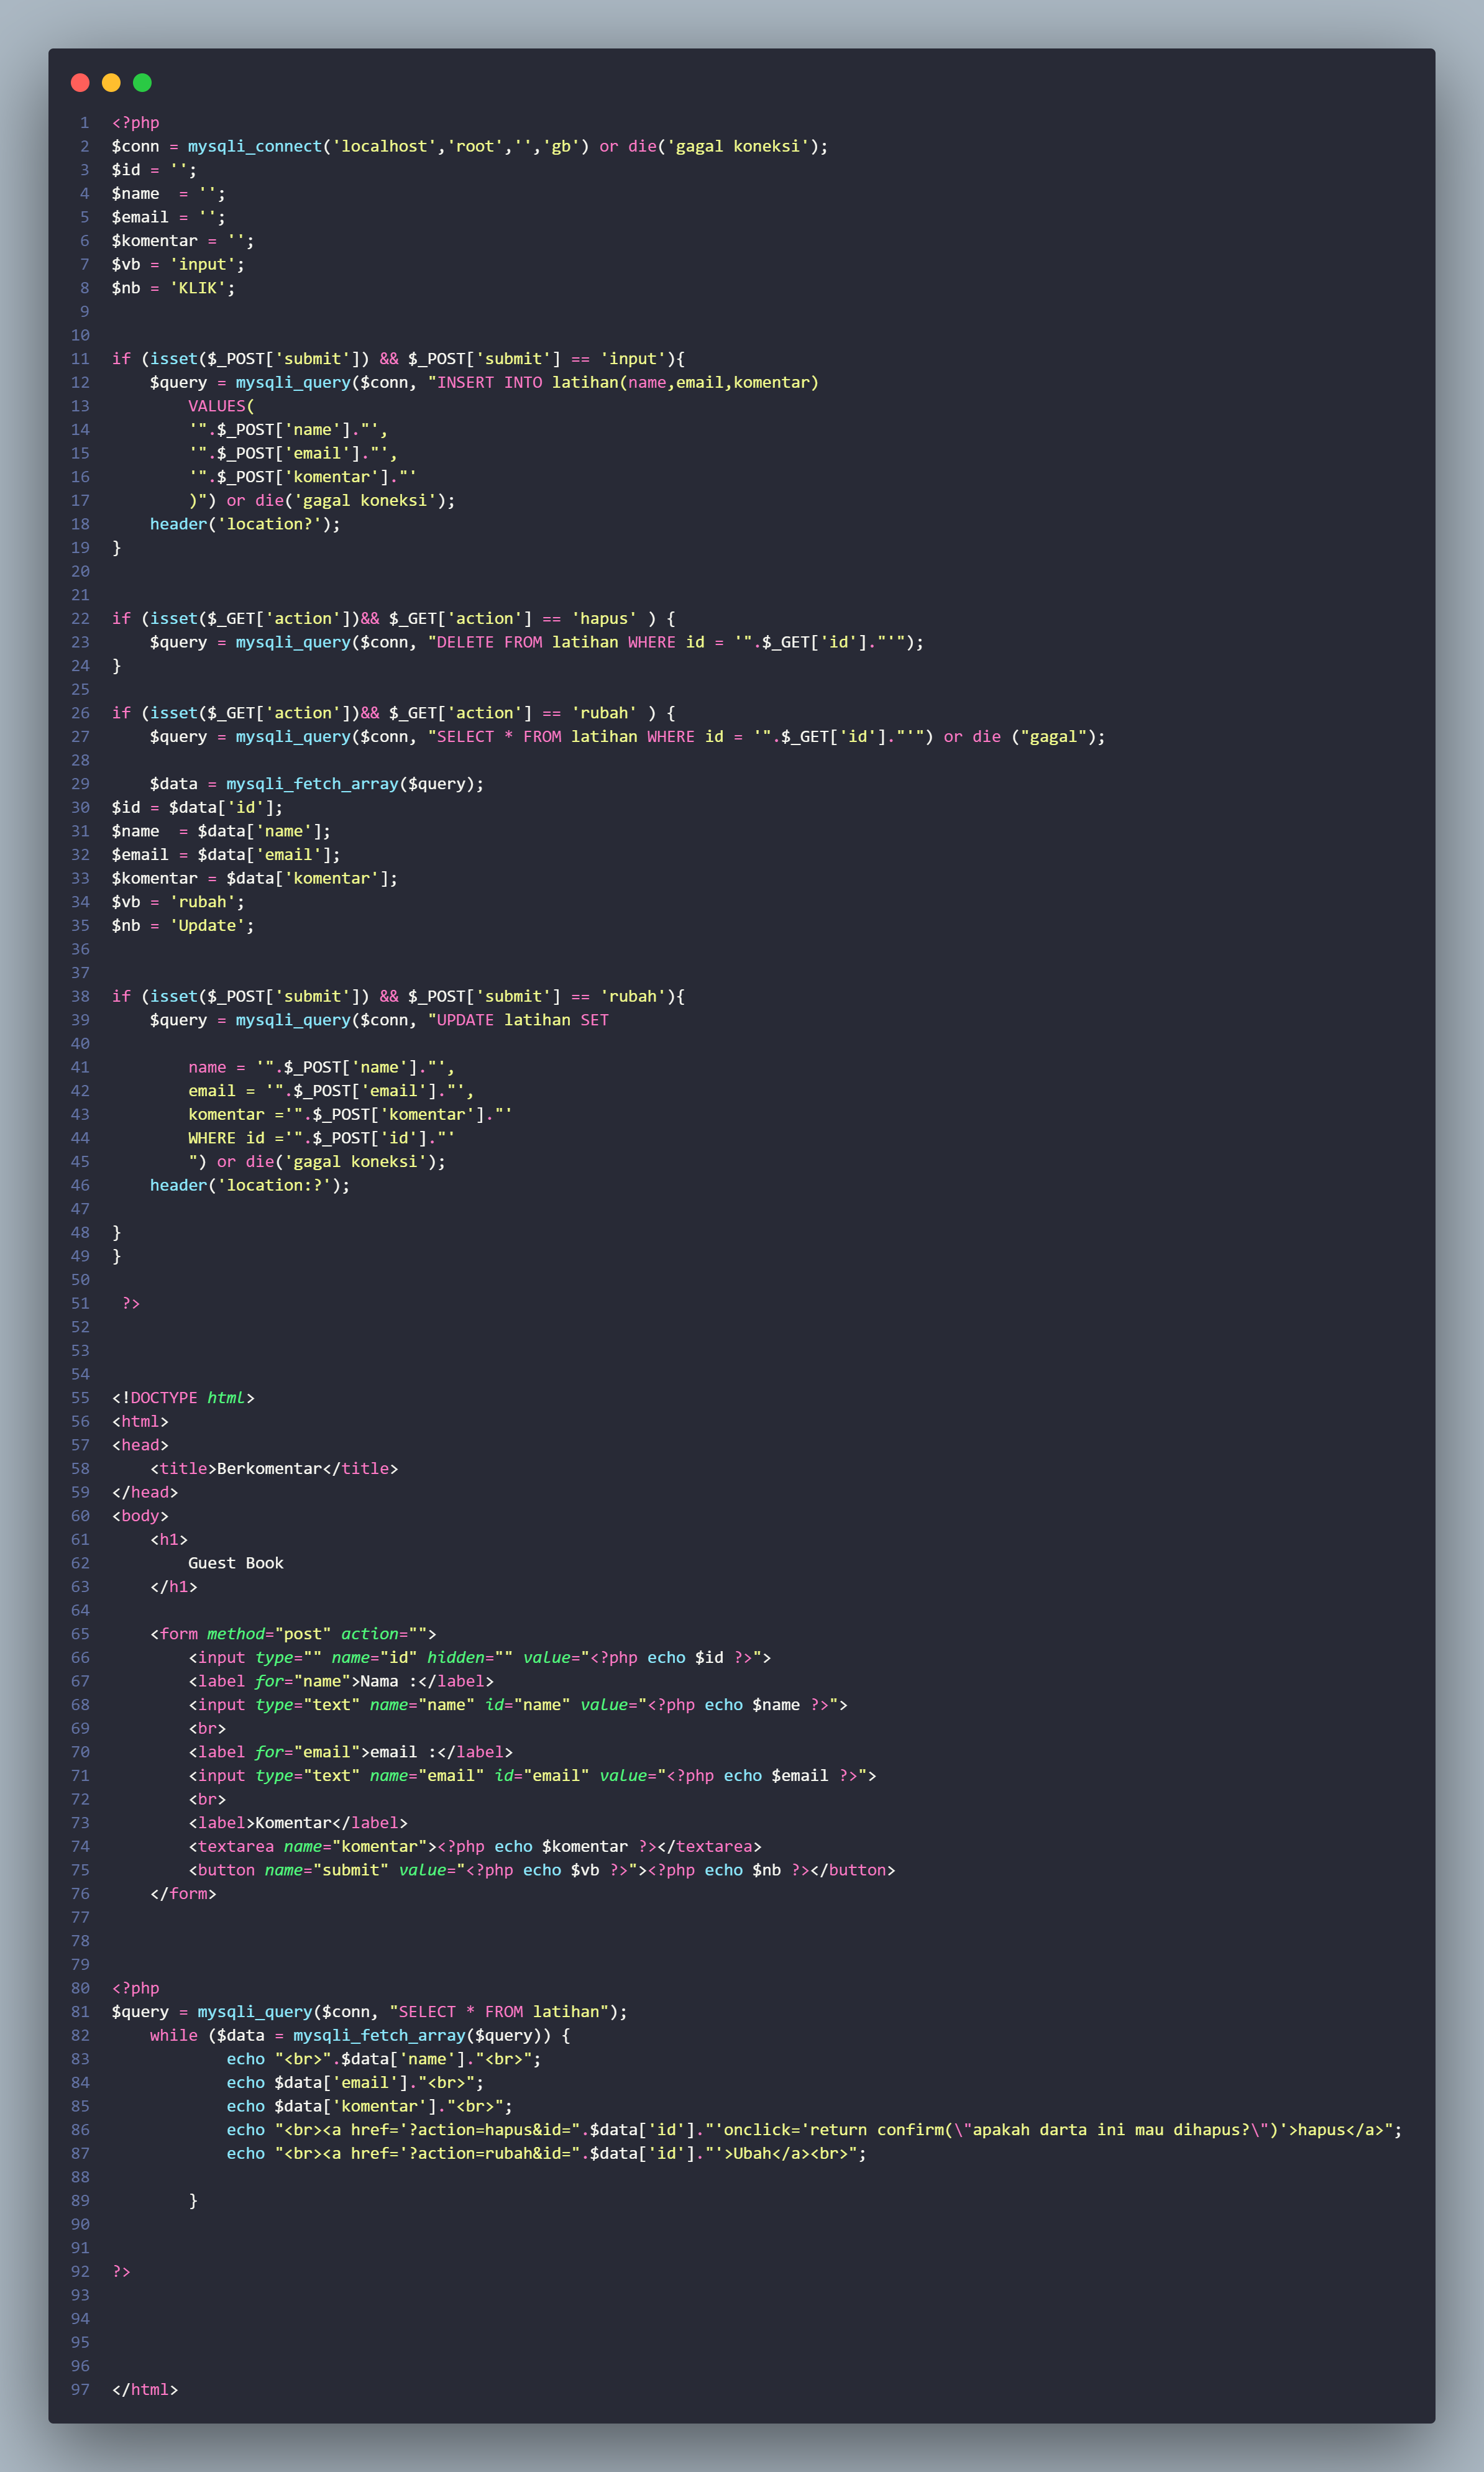 1 <?php
2 $conn = mysqli_connect('localhost','root','','gb') or die('gagal koneksi');
3 $id = '';
4 $name  = '';
5 $email = '';
6 $komentar = '';
7 $vb = 'input';
8 $nb = 'KLIK';
9
10
11 if (isset($_POST['submit']) && $_POST['submit'] == 'input'){
12     $query = mysqli_query($conn, "INSERT INTO latihan(name,email,komentar)
13         VALUES(
14         '".$_POST['name']."',
15         '".$_POST['email']."',
16         '".$_POST['komentar']."'
17         )") or die('gagal koneksi');
18     header('location?');
19 }
20
21
22 if (isset($_GET['action'])&& $_GET['action'] == 'hapus' ) {
23     $query = mysqli_query($conn, "DELETE FROM latihan WHERE id = '".$_GET['id']."'");
24 }
25
26 if (isset($_GET['action'])&& $_GET['action'] == 'rubah' ) {
27     $query = mysqli_query($conn, "SELECT * FROM latihan WHERE id = '".$_GET['id']."'") or die ("gagal");
28
29     $data = mysqli_fetch_array($query);
30 $id = $data['id'];
31 $name  = $data['name'];
32 $email = $data['email'];
33 $komentar = $data['komentar'];
34 $vb = 'rubah';
35 $nb = 'Update';
36
37
38 if (isset($_POST['submit']) && $_POST['submit'] == 'rubah'){
39     $query = mysqli_query($conn, "UPDATE latihan SET
40
41         name = '".$_POST['name']."',
42         email = '".$_POST['email']."',
43         komentar ='".$_POST['komentar']."'
44         WHERE id ='".$_POST['id']."'
45         ") or die('gagal koneksi');
46     header('location:?');
47
48 }
49 }
50
51  ?>
52
53
54
55 <!DOCTYPE html>
56 <html>
57 <head>
58     <title>Berkomentar</title>
59 </head>
60 <body>
61     <h1>
62         Guest Book
63     </h1>
64
65     <form method="post" action="">
66         <input type="" name="id" hidden="" value="<?php echo $id ?>">
67         <label for="name">Nama :</label>
68         <input type="text" name="name" id="name" value="<?php echo $name ?>">
69         <br>
70         <label for="email">email :</label>
71         <input type="text" name="email" id="email" value="<?php echo $email ?>">
72         <br>
73         <label>Komentar</label>
74         <textarea name="komentar"><?php echo $komentar ?></textarea>
75         <button name="submit" value="<?php echo $vb ?>"><?php echo $nb ?></button>
76     </form>
77
78
79
80 <?php
81 $query = mysqli_query($conn, "SELECT * FROM latihan");
82     while ($data = mysqli_fetch_array($query)) {
83             echo "<br>".$data['name']."<br>";
84             echo $data['email']."<br>";
85             echo $data['komentar']."<br>";
86             echo "<br><a href='?action=hapus&id=".$data['id']."'onclick='return confirm(\"apakah darta ini mau dihapus?\")'>hapus</a>";
87             echo "<br><a href='?action=rubah&id=".$data['id']."'>Ubah</a><br>";
88
89         }
90
91
92 ?>
93
94
95
96
97 </html>